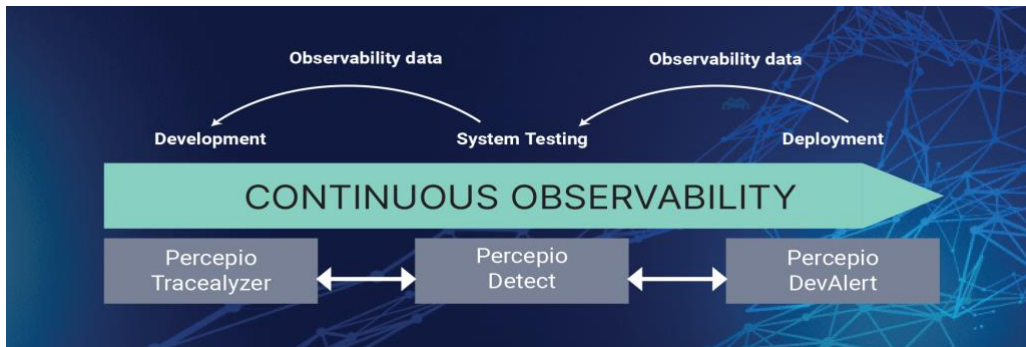 Observability data
Observability data
Development
System Testing
Deployment
CONTINUOUS OBSERVABILITY
Percepio
Tracealyzer
Percepio
Detect
Percepio
DevAlert